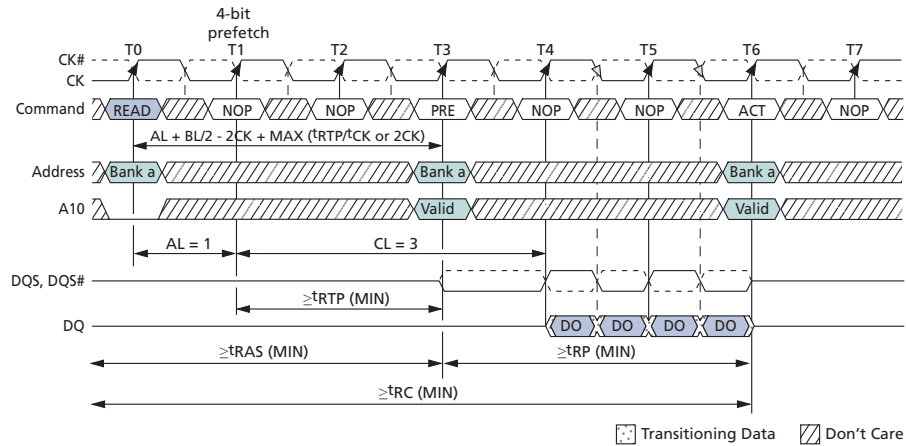 4-bit
prefetch
T0 T1 T2 T3 T4 T5 T6 T7
CK#
CK
Command READ NOP NOP PRE NOP NOP ACT NOP
AL + BL/2 - 2CK + MAX (tRTP/tCK or 2CK)
Address Bank a Bank a Bank a
A10 Valid Valid
AL = 1 CL = 3
DQS, DQS#
≥tRTP (MIN)
DQ DO DO DO DO
≥tRAS (MIN) ≥tRP (MIN)
≥tRC (MIN)
Transitioning Data Don't Care